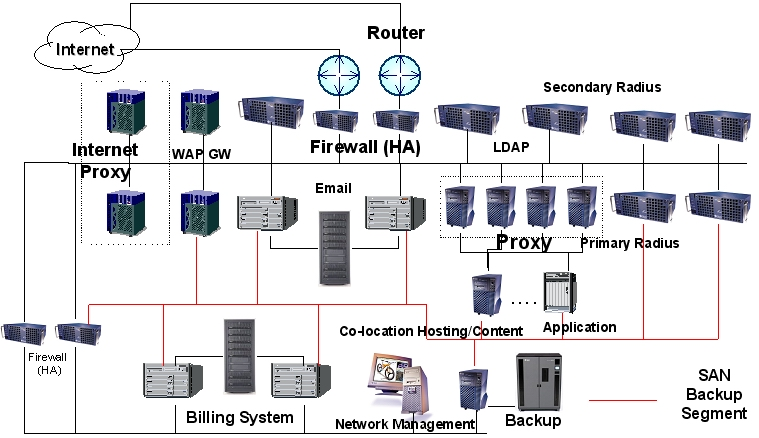 Internet
Router
Secondary Radius
Internet
Proxy
WAP GW
Firewall (HA)
LDAP
Email
Proxy
Primary Radius
....
Co-location Hosting/Content
Application
Firewall
(HA)
Billing System
Network Management
Backup
SAN
Backup
Segment